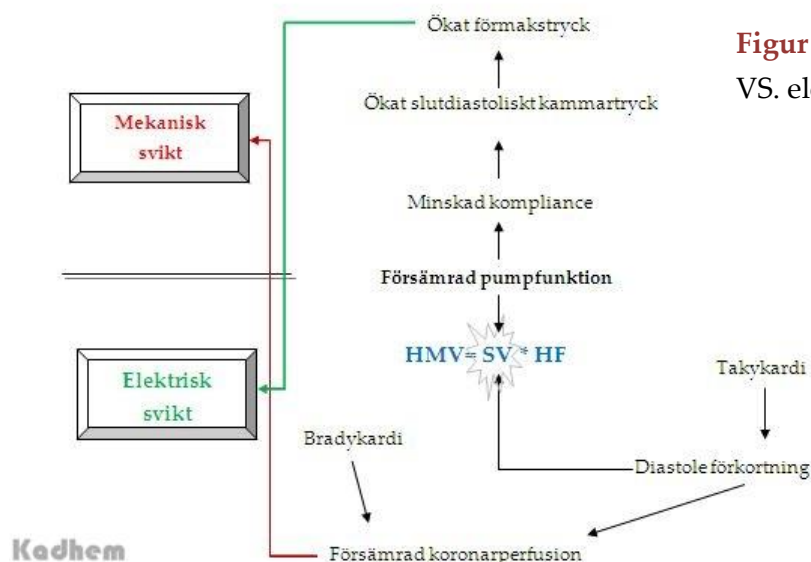 Ökat förmakstryck
Figur
VS. ele
Ökat slutdiastoliskt kammartryck
Mekanisk
svikt
Minskad kompliance
Försämrad pumpfunktion
HMV= SV * HF
Takykardi
Elektrisk
svikt
Bradykardi
Diastole förkortning
Försämrad koronarperfusion
Kadhem